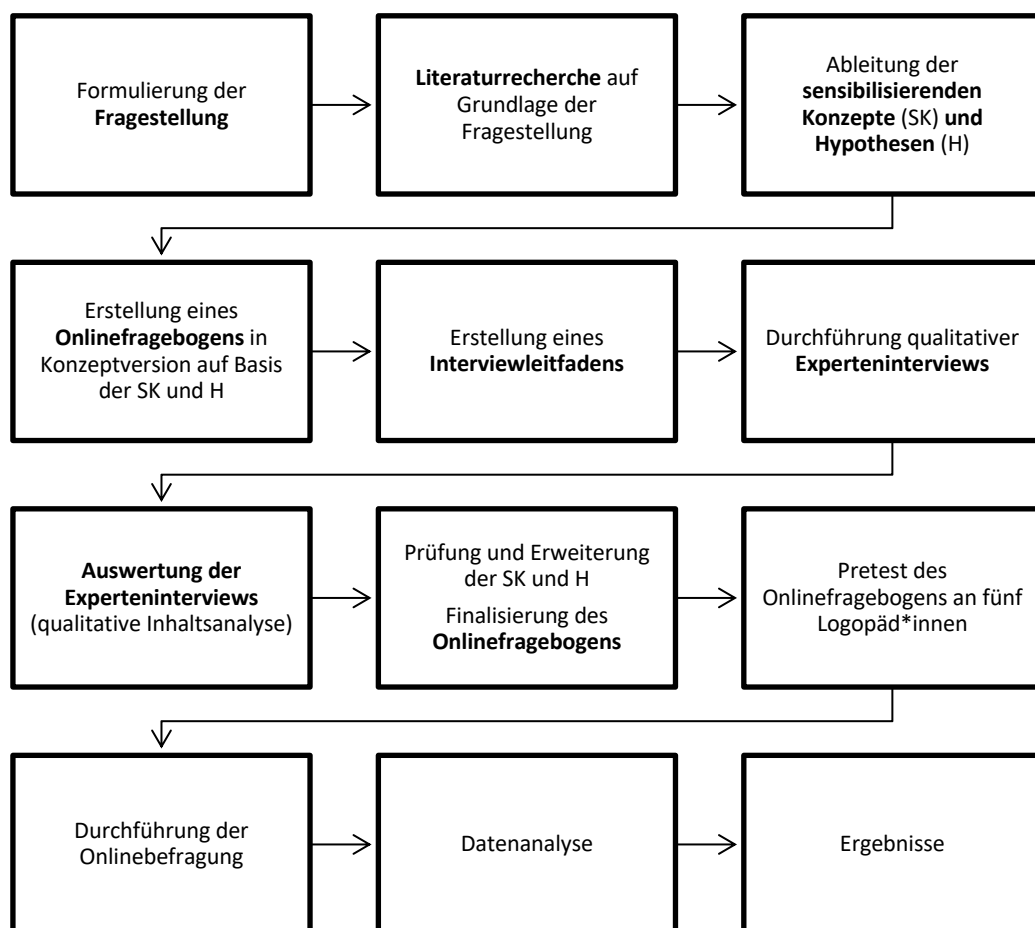 Formulierung der
Fragestellung
Literaturrecherche auf
Grundlage der
Fragestellung
Ableitung der
sensibilisierenden
Konzepte (SK) und
Hypothesen (H)
Erstellung eines
Onlinefragebogens in
Konzeptversion auf Basis
der SK und H
Erstellung eines
Interviewleitfadens
Durchführung qualitativer
Experteninterviews
Auswertung der
Experteninterviews
(qualitative Inhaltsanalyse)
Prüfung und Erweiterung
der SK und H
Finalisierung des
Onlinefragebogens
Pretest des
Onlinefragebogens an fünf
Logopäd*innen
Durchführung der
Onlinebefragung
Datenanalyse
Ergebnisse